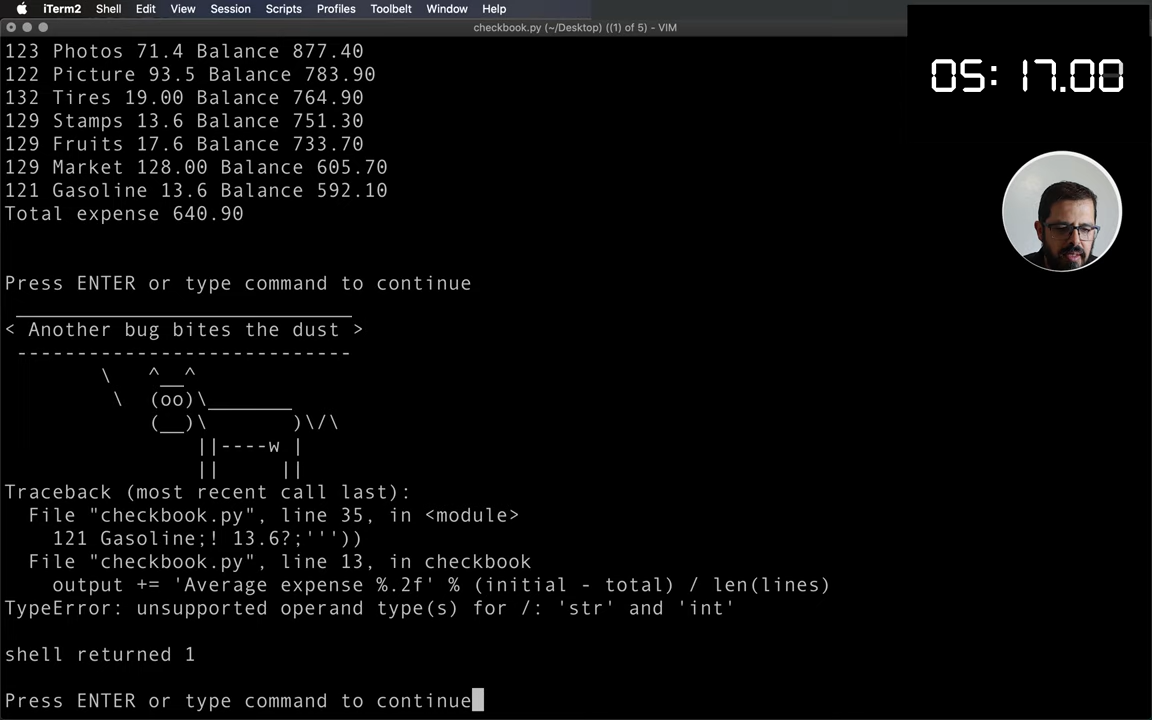 iTerm2 Shell Edit View Session Scripts Profiles Toolbelt Window Help
checkbook.py (~/Desktop) ((1) of 5) - VIM
05:17.00
123 Photos 71.4 Balance 877.40
122 Picture 93.5 Balance 783.90
132 Tires 19.00 Balance 764.90
129 Stamps 13.6 Balance 751.30
129 Fruits 17.6 Balance 733.70
129 Market 128.00 Balance 605.70
121 Gasoline 13.6 Balance 592.10
Total expense 640.90
Press ENTER or type command to continue
 _____________________________
< Another bug bites the dust >
 ----------------------------
        \   ^__^
         \  (oo)\_______
            (__)\       )\/\
                ||----w |
                ||     ||
Traceback (most recent call last):
  File "checkbook.py", line 35, in <module>
    121 Gasoline;! 13.6?;'''))
  File "checkbook.py", line 13, in checkbook
    output += 'Average expense %.2f' % (initial - total) / len(lines)
TypeError: unsupported operand type(s) for /: 'str' and 'int'
shell returned 1
Press ENTER or type command to continue